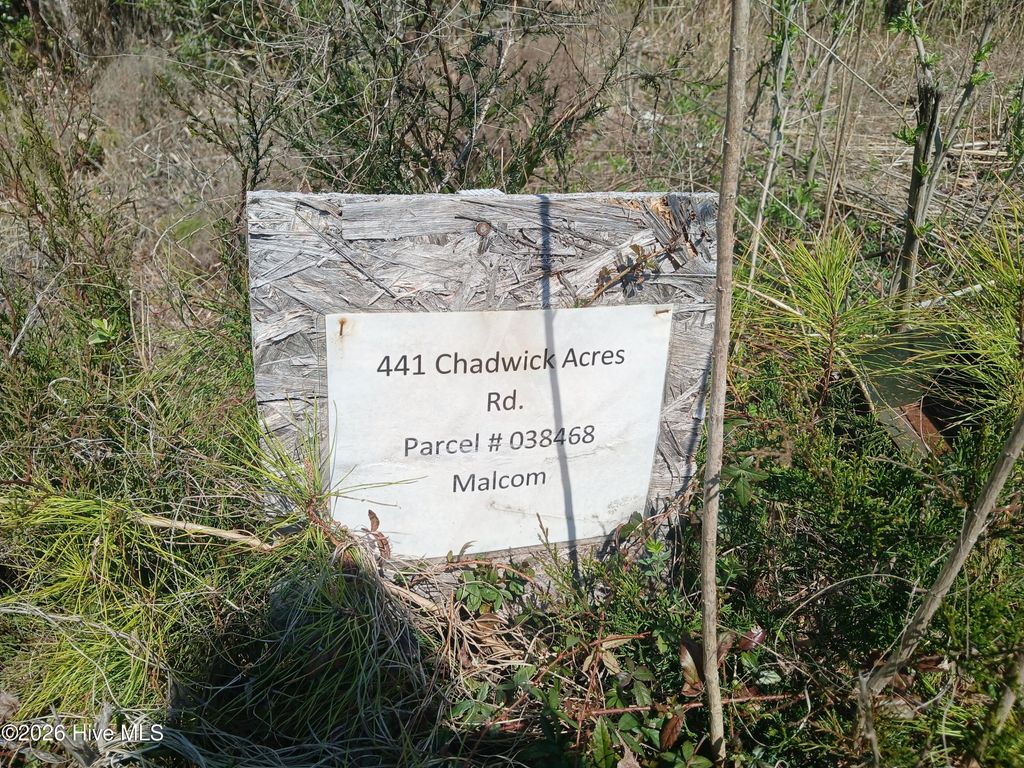 441 Chadwick Acres
Rd.
Parcel # 038468
Malcom
©2026 Hive MLS